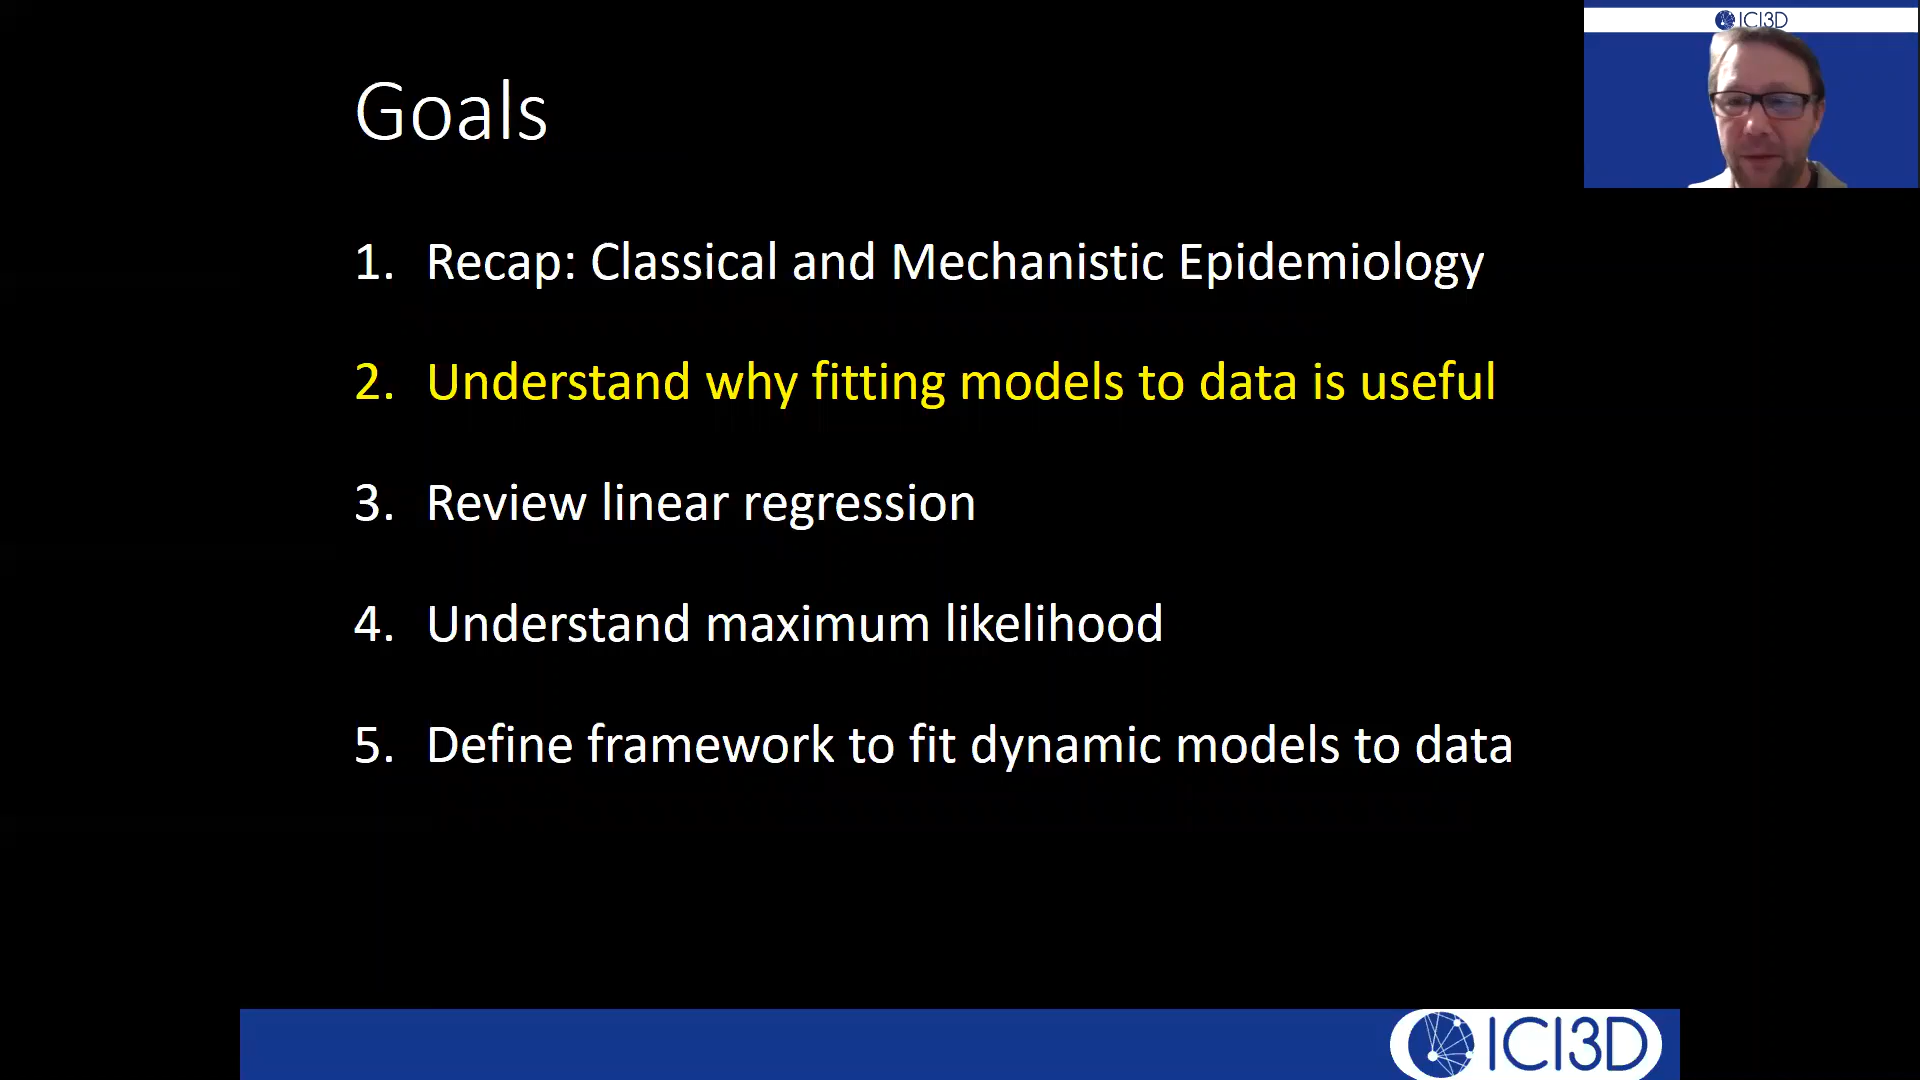 ICI3D
Goals
1. Recap: Classical and Mechanistic Epidemiology
2. Understand why fitting models to data is useful
3. Review linear regression
4. Understand maximum likelihood
5. Define framework to fit dynamic models to data
ICI3D